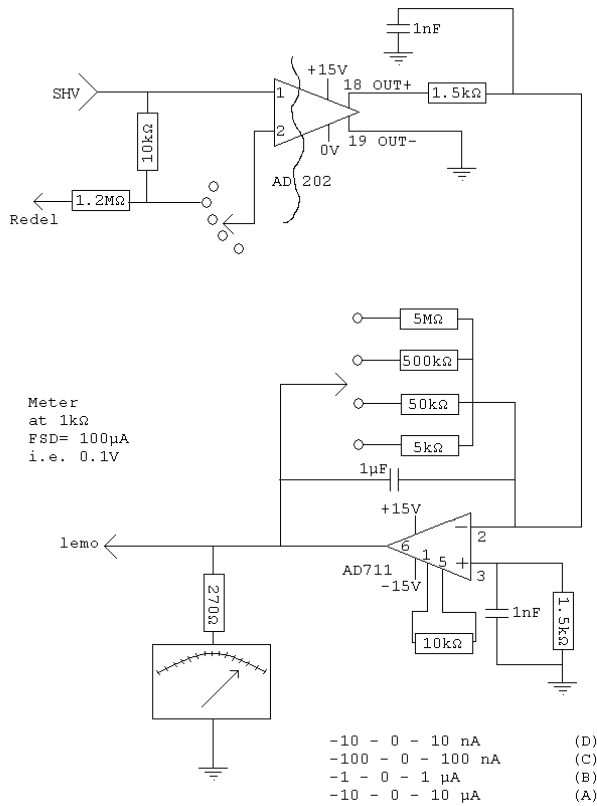 1nF
SHV
+15V
18 OUT+
1.5kΩ
1
10kΩ
2
0V
19 OUT-
AD 202
1.2MΩ
Redel
5MΩ
500kΩ
Meter
at 1kΩ
FSD= 100µA
i.e. 0.1V
50kΩ
5kΩ
1µF
+15V
2
lemo
6
1
5
+
3
AD711
-15V
270Ω
1nF
1.5kΩ
10kΩ
-10 - 0 - 10 nA (D)
-100 - 0 - 100 nA (C)
-1 - 0 - 1 µA (B)
-10 - 0 - 10 µA (A)